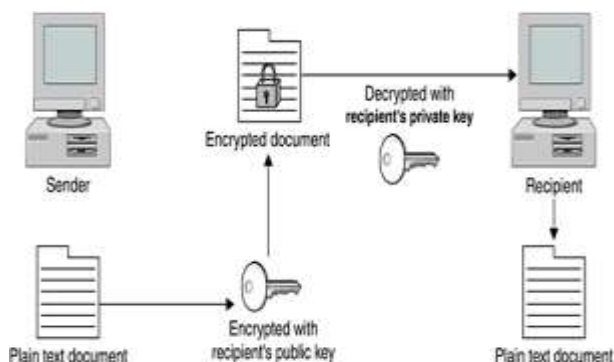 Encrypted document
Decrypted with
recipient's private key
Sender
Recipient
Plain text document
Encrypted with
recipient's public key
Plain text document